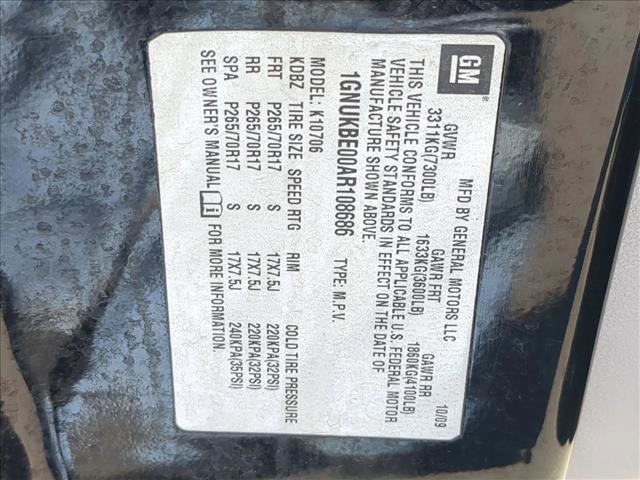 GM®
MFD BY GENERAL MOTORS LLC 10/09
GVWR GAWR FRT GAWR RR
3311KG(7300LB) 1633KG(3600LB) 1860KG(4100LB)
THIS VEHICLE CONFORMS TO ALL APPLICABLE U.S. FEDERAL MOTOR
VEHICLE SAFETY STANDARDS IN EFFECT ON THE DATE OF
MANUFACTURE SHOWN ABOVE.
1GNUKBE00AR108686 TYPE: M.P.V.
MODEL: K10706
KDBZ TIRE SIZE SPEED RTG RIM COLD TIRE PRESSURE
FRT P265/70R17 S 17X7.5J 220KPA(32PSI)
RR P265/70R17 S 17X7.5J 220KPA(32PSI)
SPA P265/70R17 S 17X7.5J 240KPA(35PSI)
SEE OWNER'S MANUAL i FOR MORE INFORMATION.